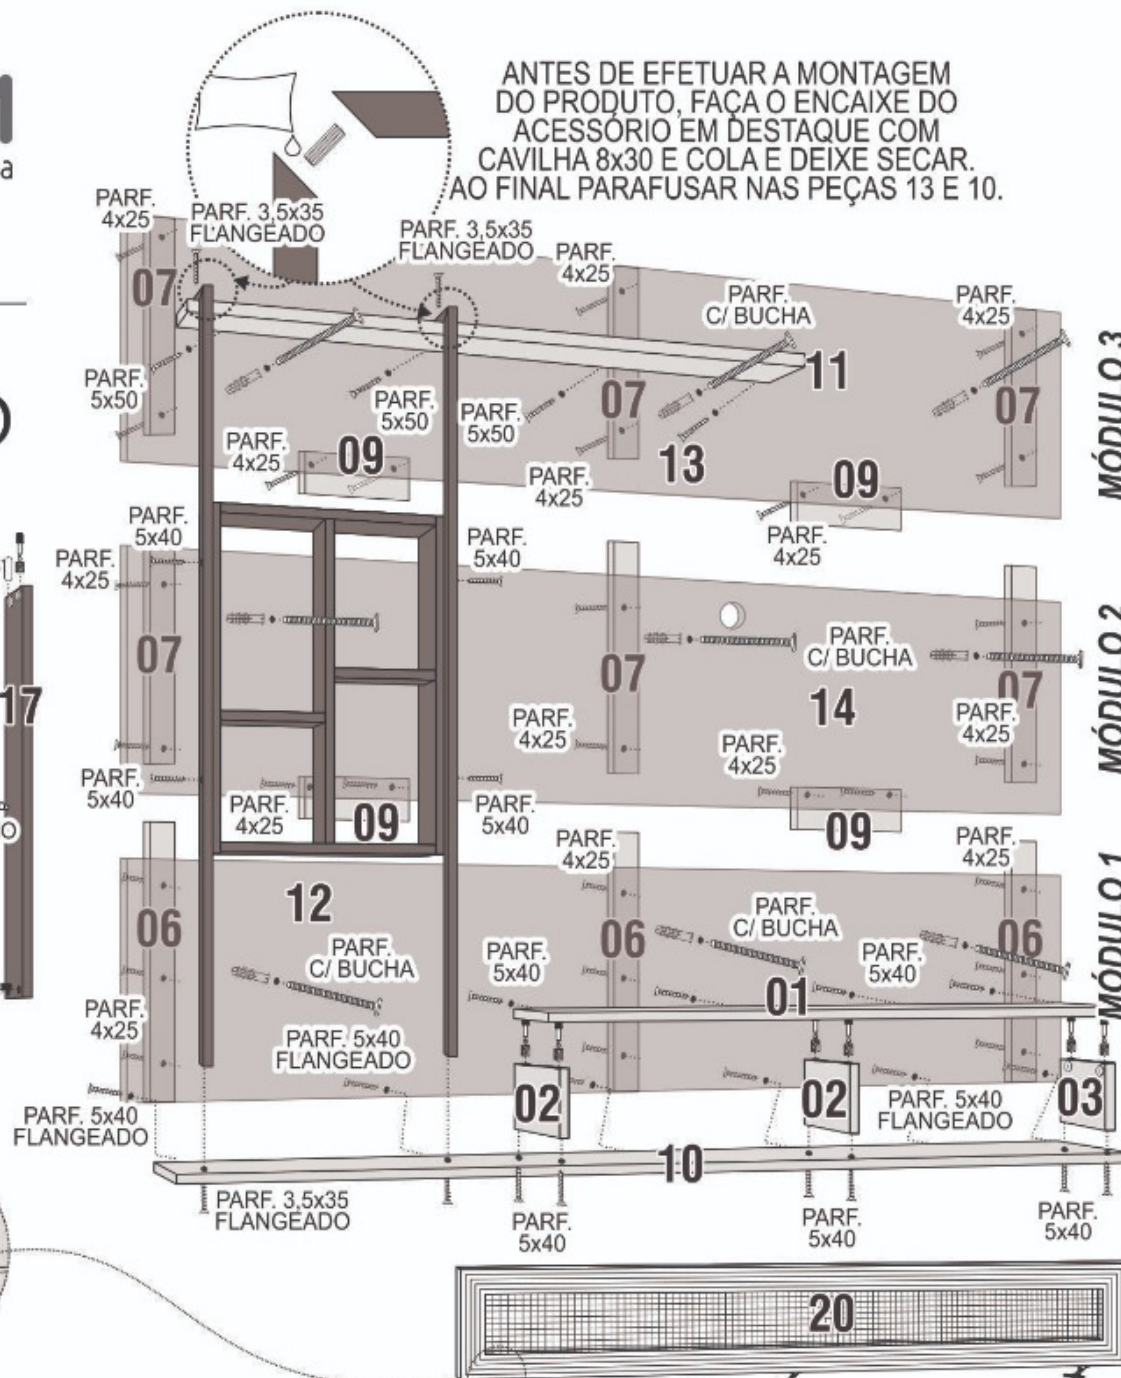 ANTES DE EFETUAR A MONTAGEM
DO PRODUTO, FAÇA O ENCAIXE DO
ACESSÓRIO EM DESTAQUE COM
CAVILHA 8x30 E COLA E DEIXE SECAR.
AO FINAL PARAFUSAR NAS PEÇAS 13 E 10.
a
PARF.
4x25
PARF. 3,5x35
FLANGEADO
PARF. 3,5x35
FLANGEADO
PARF.
4x25
07
PARF.
C/ BUCHA
PARF.
4x25
11
MÓDULO 3
PARF.
5x50
PARF.
5x50
PARF.
5x50
07
07
PARF.
4x25
09
13
PARF.
4x25
09
PARF.
4x25
PARF.
5x40
PARF.
4x25
PARF.
5x40
07
PARF.
C/ BUCHA
07
07
MÓDULO 2
17
14
PARF.
4x25
PARF.
4x25
PARF.
4x25
PARF.
5x40
PARF.
4x25
09
PARF.
5x40
09
PARF.
4x25
PARF.
4x25
12
06
PARF.
C/ BUCHA
PARF.
5x40
06
PARF.
C/ BUCHA
PARF.
5x40
06
MÓDULO 1
01
PARF.
4x25
PARF. 5x40
FLANGEADO
02
02
03
PARF. 5x40
FLANGEADO
PARF. 5x40
FLANGEADO
10
PARF. 3,5x35
FLANGEADO
PARF.
5x40
PARF.
5x40
PARF.
5x40
20